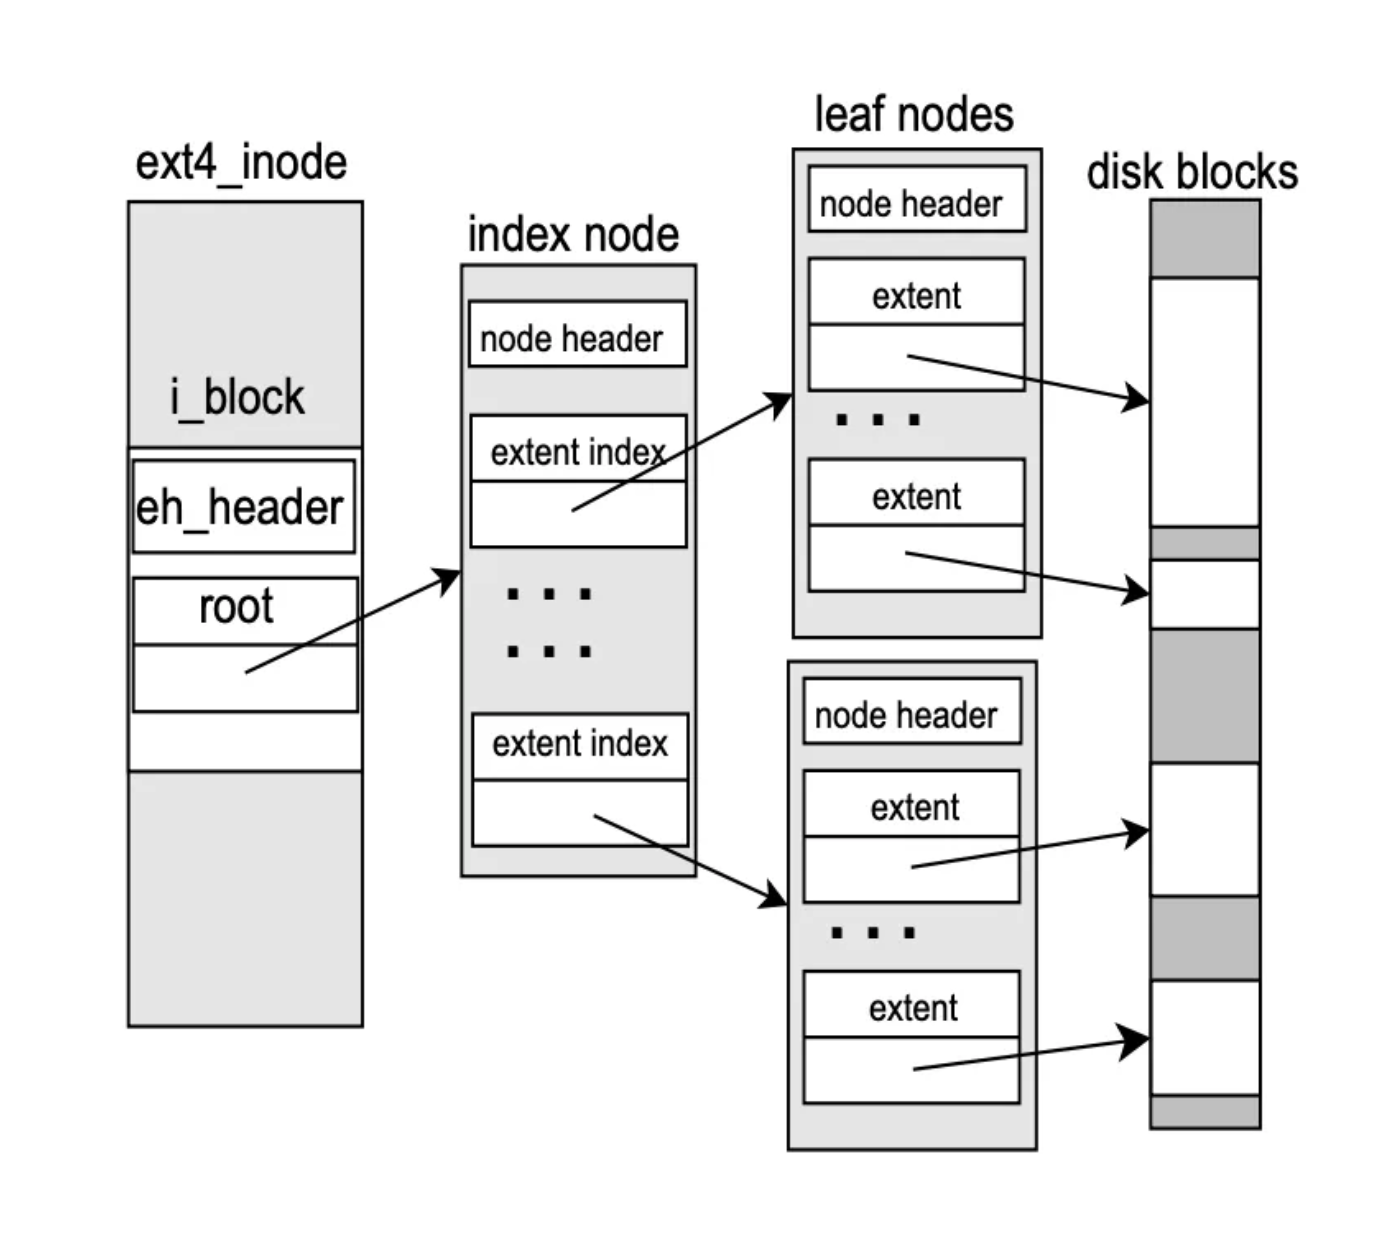 ext4_inode
i_block
eh_header
root
index node
node header
extent index
. . .
. . .
extent index
leaf nodes
node header
extent
. . .
extent
node header
extent
. . .
extent
disk blocks